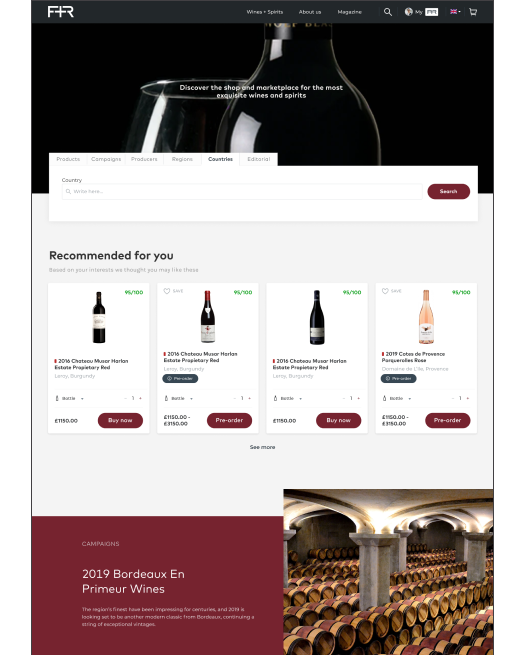 F+R
Wines + Spirits
About us
Magazine
My FR
Discover the shop and marketplace for the most
exquisite wines and spirits
Products
Campaigns
Producers
Regions
Countries
Editorial
Country
Write here...
Search
Recommended for you
Based on your interests we thought you may like these
95/100
2016 Chateau Musar Harlan
Estate Propietary Red
Leroy, Burgundy
Bottle
- 1 +
£1150.00
Buy now
SAVE
95/100
2016 Chateau Musar Harlan
Estate Propietary Red
Leroy, Burgundy
Pre-order
Bottle
- 1 +
£1150.00 -
£3150.00
Pre-order
95/100
2016 Chateau Musar Harlan
Estate Propietary Red
Leroy, Burgundy
Bottle
- 1 +
£1150.00
Buy now
SAVE
95/100
2019 Cotes de Provence
Porquerolles Rose
Domaine de L'Ile, Provence
Pre-order
Bottle
- 1 +
£1150.00 -
£3150.00
Pre-order
See more
CAMPAIGNS
2019 Bordeaux En
Primeur Wines
The region's finest have been impressing for centuries, and 2019 is
looking set to be another modern classic from Bordeaux, continuing a
string of exceptional vintages.